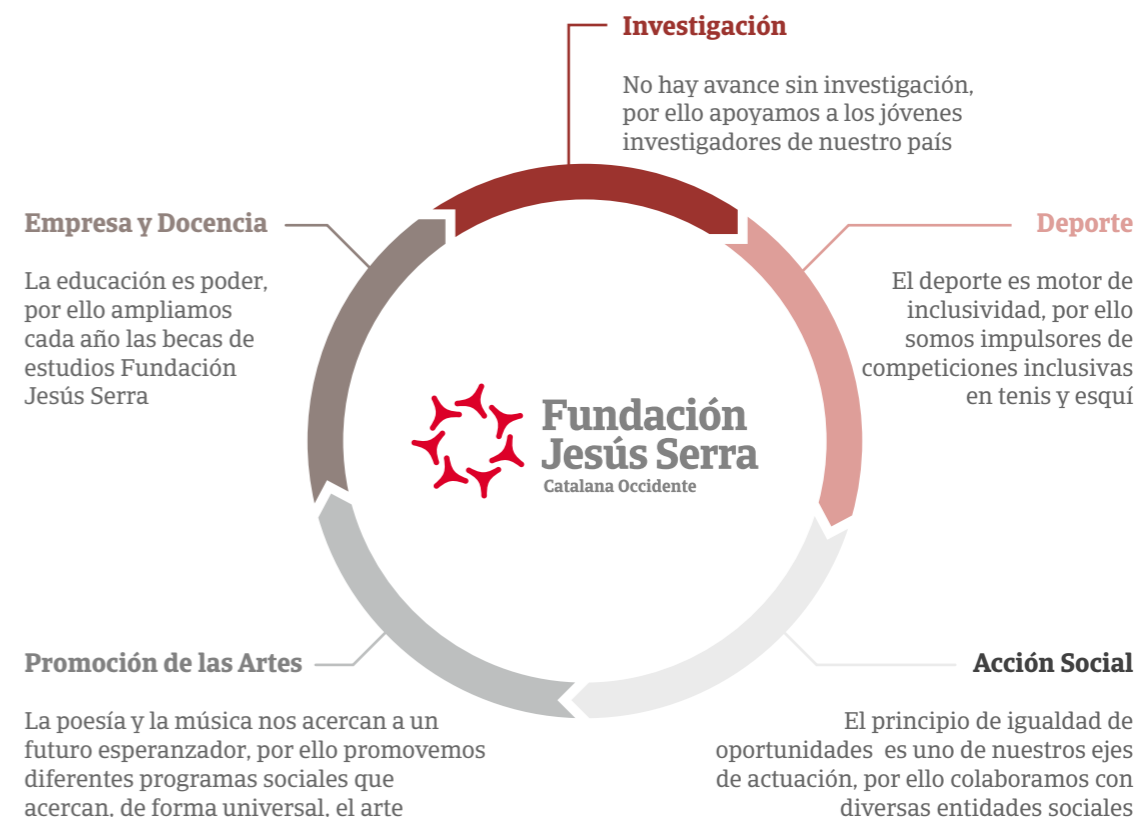 Investigación
No hay avance sin investigación,
por ello apoyamos a los jóvenes
investigadores de nuestro país
Empresa y Docencia
La educación es poder,
por ello ampliamos
cada año las becas de
estudios Fundación
Jesús Serra
Deporte
El deporte es motor de
inclusividad, por ello
somos impulsores de
competiciones inclusivas
en tenis y esquí
Fundación
Jesús Serra
Catalana Occidente
Promoción de las Artes
La poesía y la música nos acercan a un
futuro esperanzador, por ello promovemos
diferentes programas sociales que
acercan, de forma universal, el arte
Acción Social
El principio de igualdad de
oportunidades es uno de nuestros ejes
de actuación, por ello colaboramos con
diversas entidades sociales